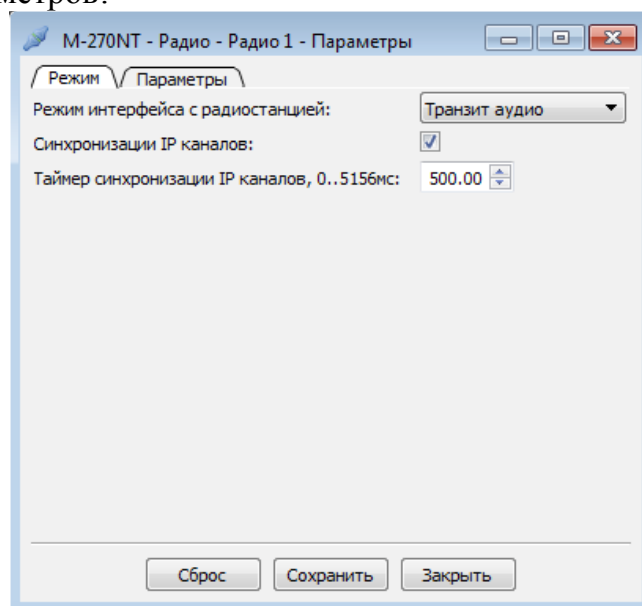 метров.
M-270NT - Радио - Радио 1 - Параметры
Режим Параметры
Режим интерфейса с радиостанцией: Транзит аудио
Синхронизации IP каналов:
Таймер синхронизации IP каналов, 0..5156мс: 500.00
Сброс Сохранить Закрыть